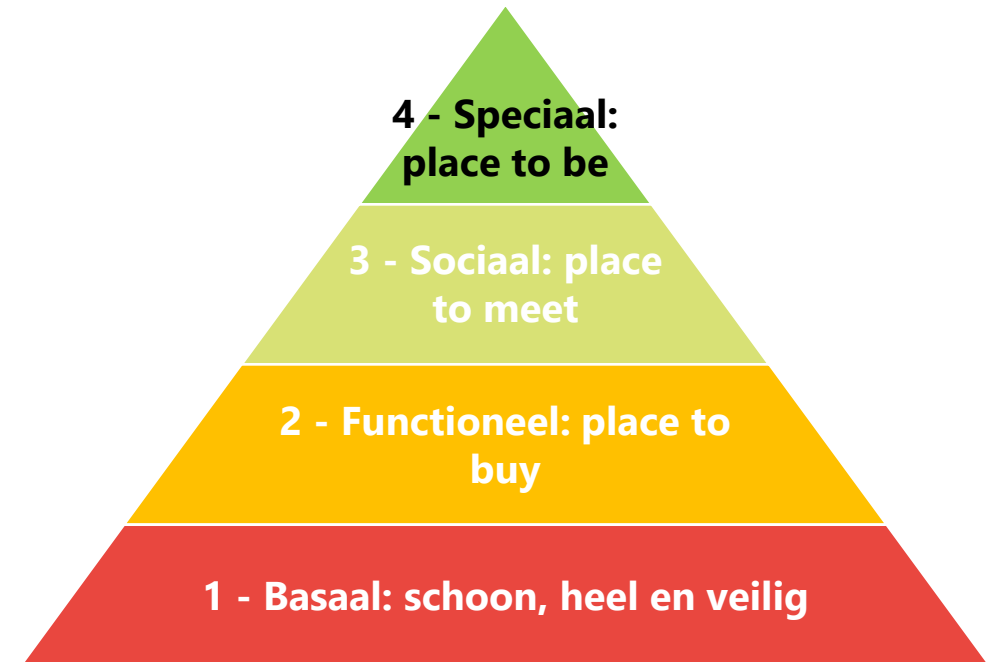 4 - Speciaal:
place to be
3 - Sociaal: place
to meet
2 - Functioneel: place to
buy
1 - Basaal: schoon, heel en veilig